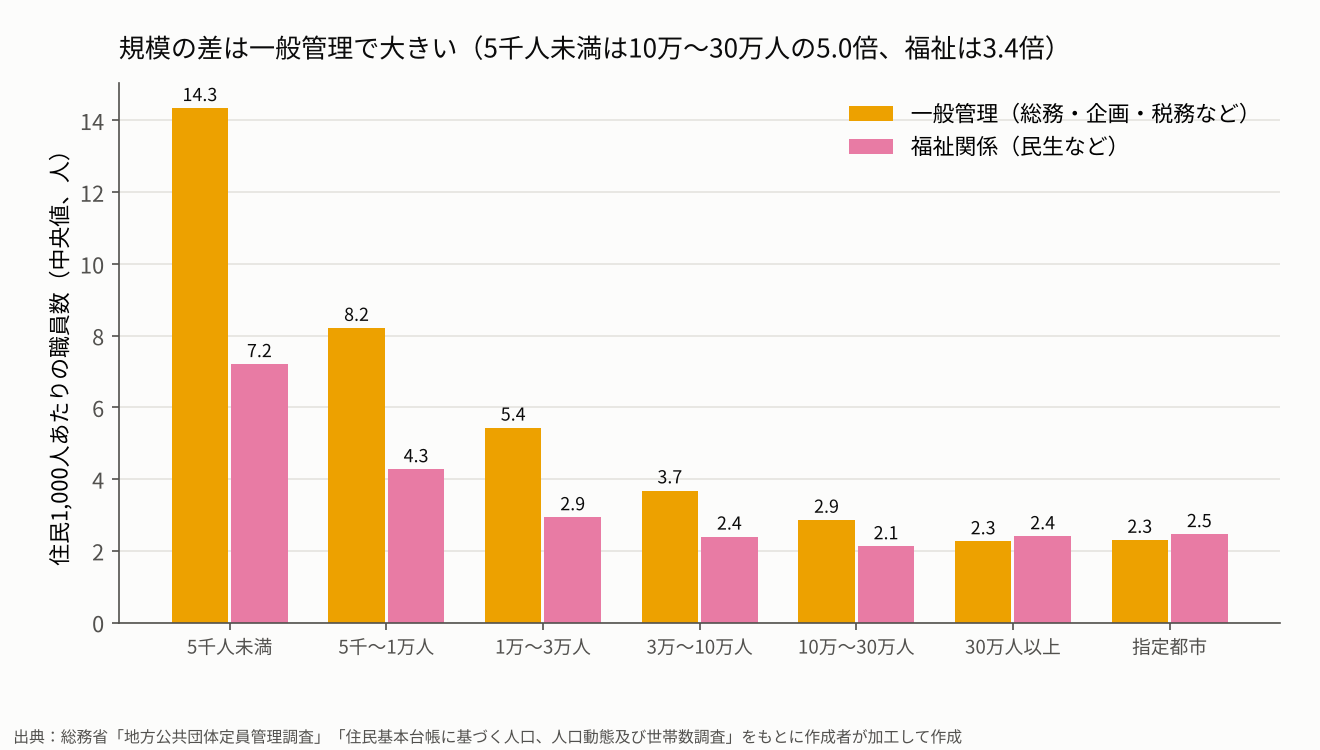 規模の差は一般管理で大きい（5千人未満は10万〜30万人の5.0倍、福祉は3.4倍）
一般管理（総務・企画・税務など）
福祉関係（民生など）
住民1,000人あたりの職員数（中央値、人）
14
12
10
8
6
4
2
0
14.3
7.2
8.2
4.3
5.4
2.9
3.7
2.4
2.9
2.1
2.3
2.4
2.3
2.5
5千人未満
5千〜1万人
1万〜3万人
3万〜10万人
10万〜30万人
30万人以上
指定都市
出典：総務省「地方公共団体定員管理調査」「住民基本台帳に基づく人口、人口動態及び世帯数調査」をもとに作成者が加工して作成